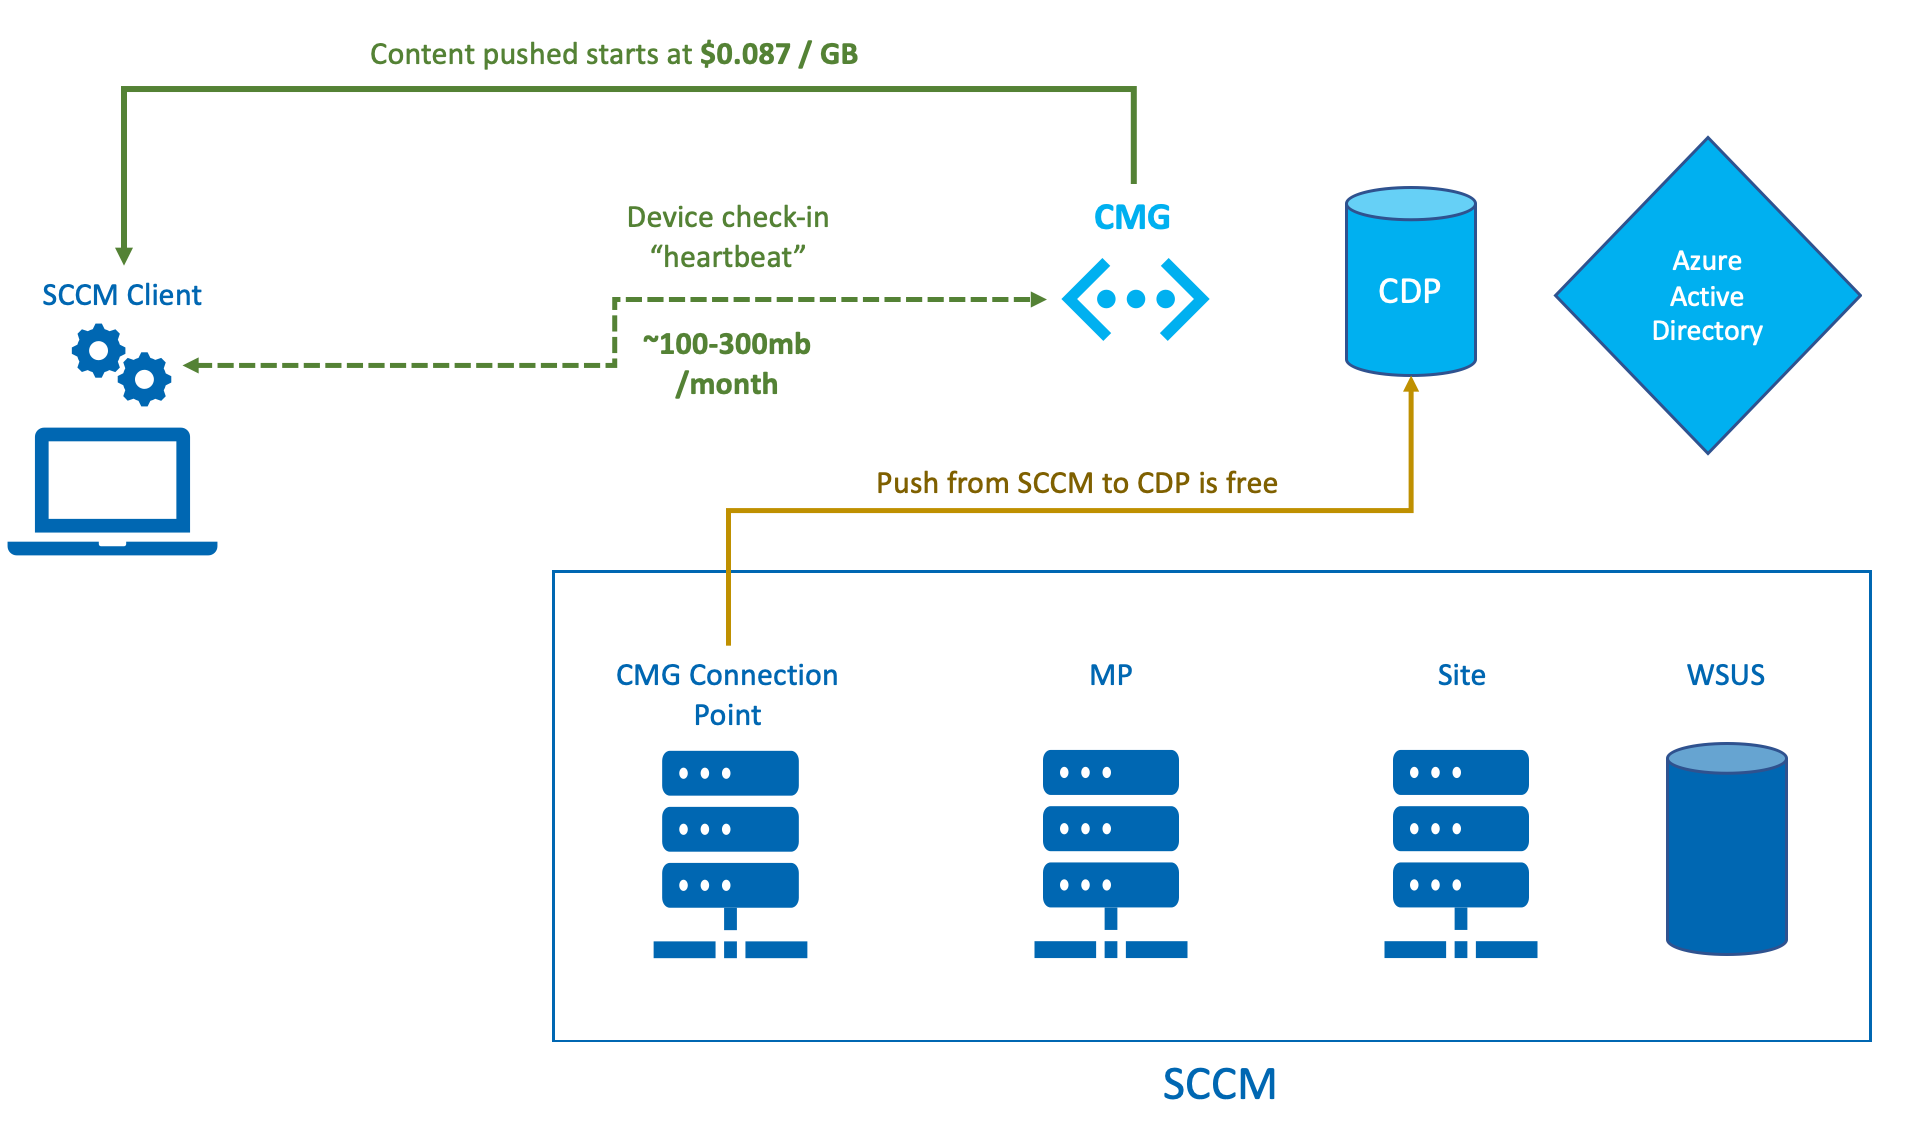 Content pushed starts at $0.087 / GB
Device check-in
“heartbeat”
~100-300mb
/month
SCCM Client
CMG
CDP
Azure
Active
Directory
Push from SCCM to CDP is free
CMG Connection
Point
MP
Site
WSUS
SCCM